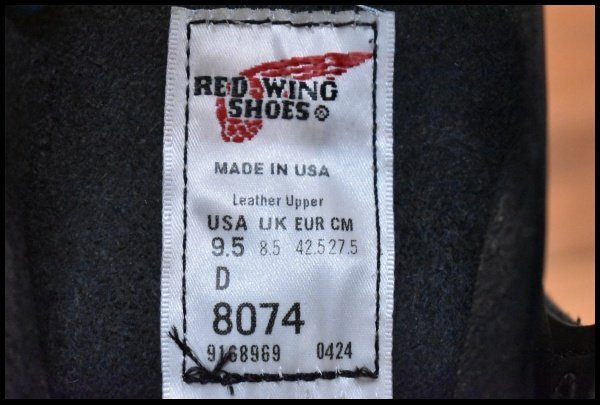 RED WING
SHOES®
MADE IN USA
Leather Upper
USA UK EUR CM
9.5 8.5 42.5 27.5
D
8074
9168969 0424